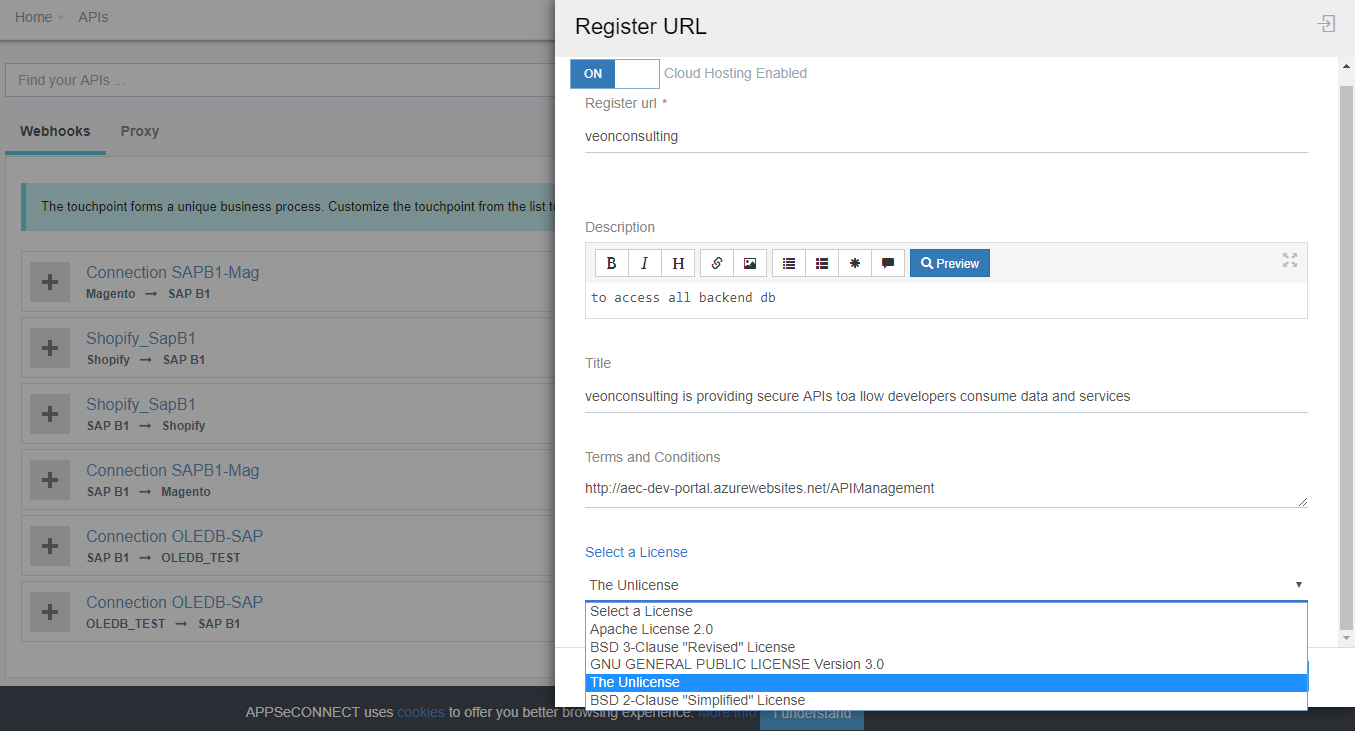 Home APIs
Find your APIs ...
Webhooks Proxy
The touchpoint forms a unique business process. Customize the touchpoint from the list
Connection SAPB1-Mag
Magento → SAP B1
Shopify_SapB1
Shopify → SAP B1
Shopify_SapB1
SAP B1 → Shopify
Connection SAPB1-Mag
SAP B1 → Magento
Connection OLEDB-SAP
SAP B1 → OLEDB_TEST
Connection OLEDB-SAP
OLEDB_TEST → SAP B1
Register URL
ON Cloud Hosting Enabled
Register url *
veonconsulting
Description
B I H Preview
to access all backend db
Title
veonconsulting is providing secure APIs toa llow developers consume data and services
Terms and Conditions
http://aec-dev-portal.azurewebsites.net/APIManagement
Select a License
The Unlicense
Select a License
Apache License 2.0
BSD 3-Clause "Revised" License
GNU GENERAL PUBLIC LICENSE Version 3.0
The Unlicense
BSD 2-Clause "Simplified" License
APPSeCONNECT uses cookies to offer you better browsing experience. More info I understand